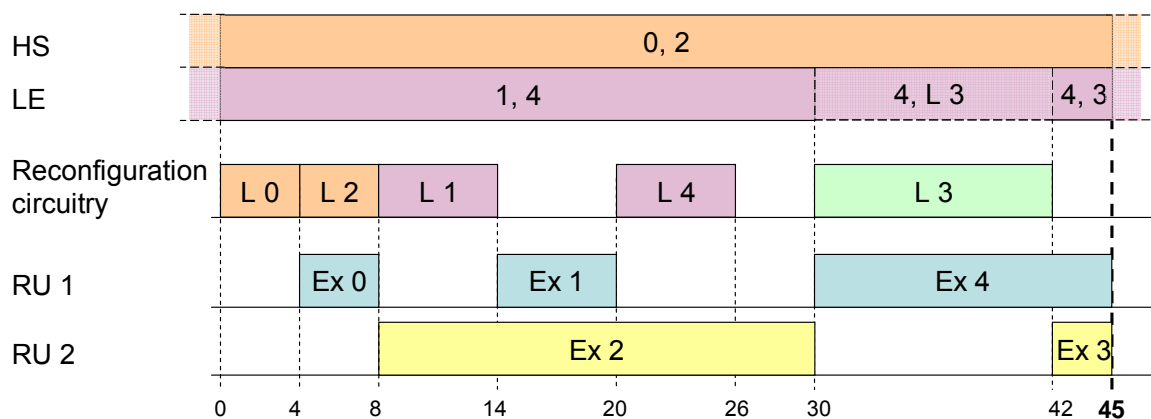 HS 0, 2
LE 1, 4 4, L 3 4, 3
Reconfiguration
circuitry L 0 L 2 L 1 L 4 L 3
RU 1 Ex 0 Ex 1 Ex 4
RU 2 Ex 2 Ex 3
0 4 8 14 20 26 30 42 45